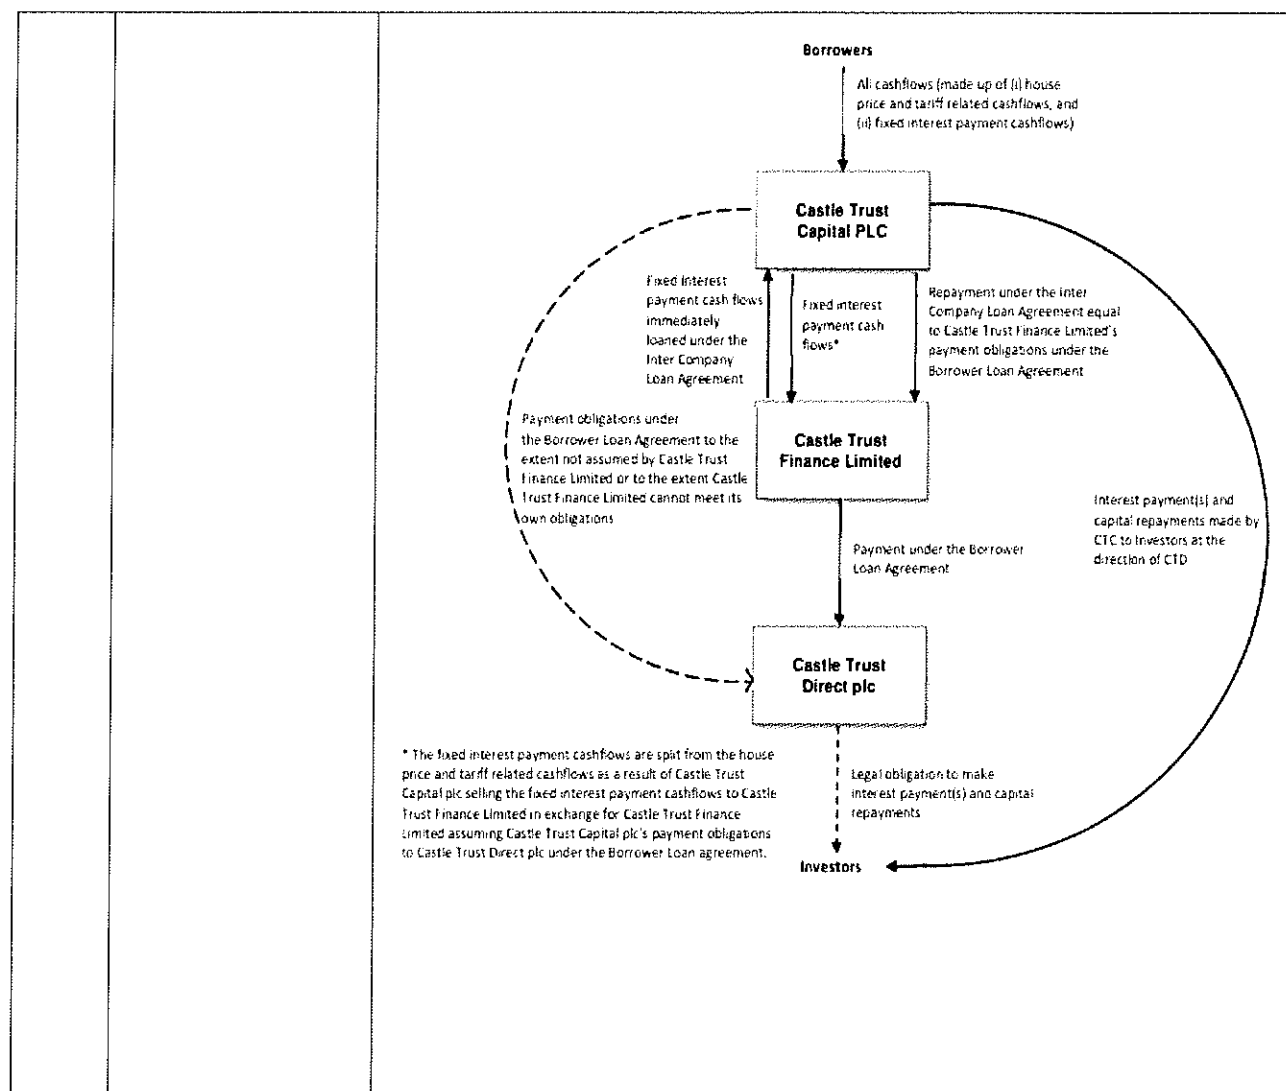 Borrowers
All cashflows (made up of (i) house
price and tariff related cashflows, and
(ii) fixed interest payment cashflows)
Castle Trust
Capital PLC
Fixed Interest
payment cash flows
immediately
loaned under the
Inter Company
Loan Agreement
Fixed interest
payment cash
flows*
Repayment under the Inter
Company Loan Agreement equal
to Castle Trust Finance Limited's
payment obligations under the
Borrower Loan Agreement
Payment obligations under
the Borrower Loan Agreement to the
extent not assumed by Castle Trust
Finance Limited or to the extent Castle
Trust Finance Limited cannot meet its
own obligations
Castle Trust
Finance Limited
Interest payment(s) and
capital repayments made by
CTC to Investors at the
direction of CTD
Payment under the Borrower
Loan Agreement
Castle Trust
Direct plc
* The fixed interest payment cashflows are split from the house
price and tariff related cashflows as a result of Castle Trust
Capital plc selling the fixed interest payment cashflows to Castle
Trust Finance Limited in exchange for Castle Trust Finance
Limited assuming Castle Trust Capital plc's payment obligations
to Castle Trust Direct plc under the Borrower Loan agreement.
Legal obligation to make
interest payment(s) and capital
repayments
Investors